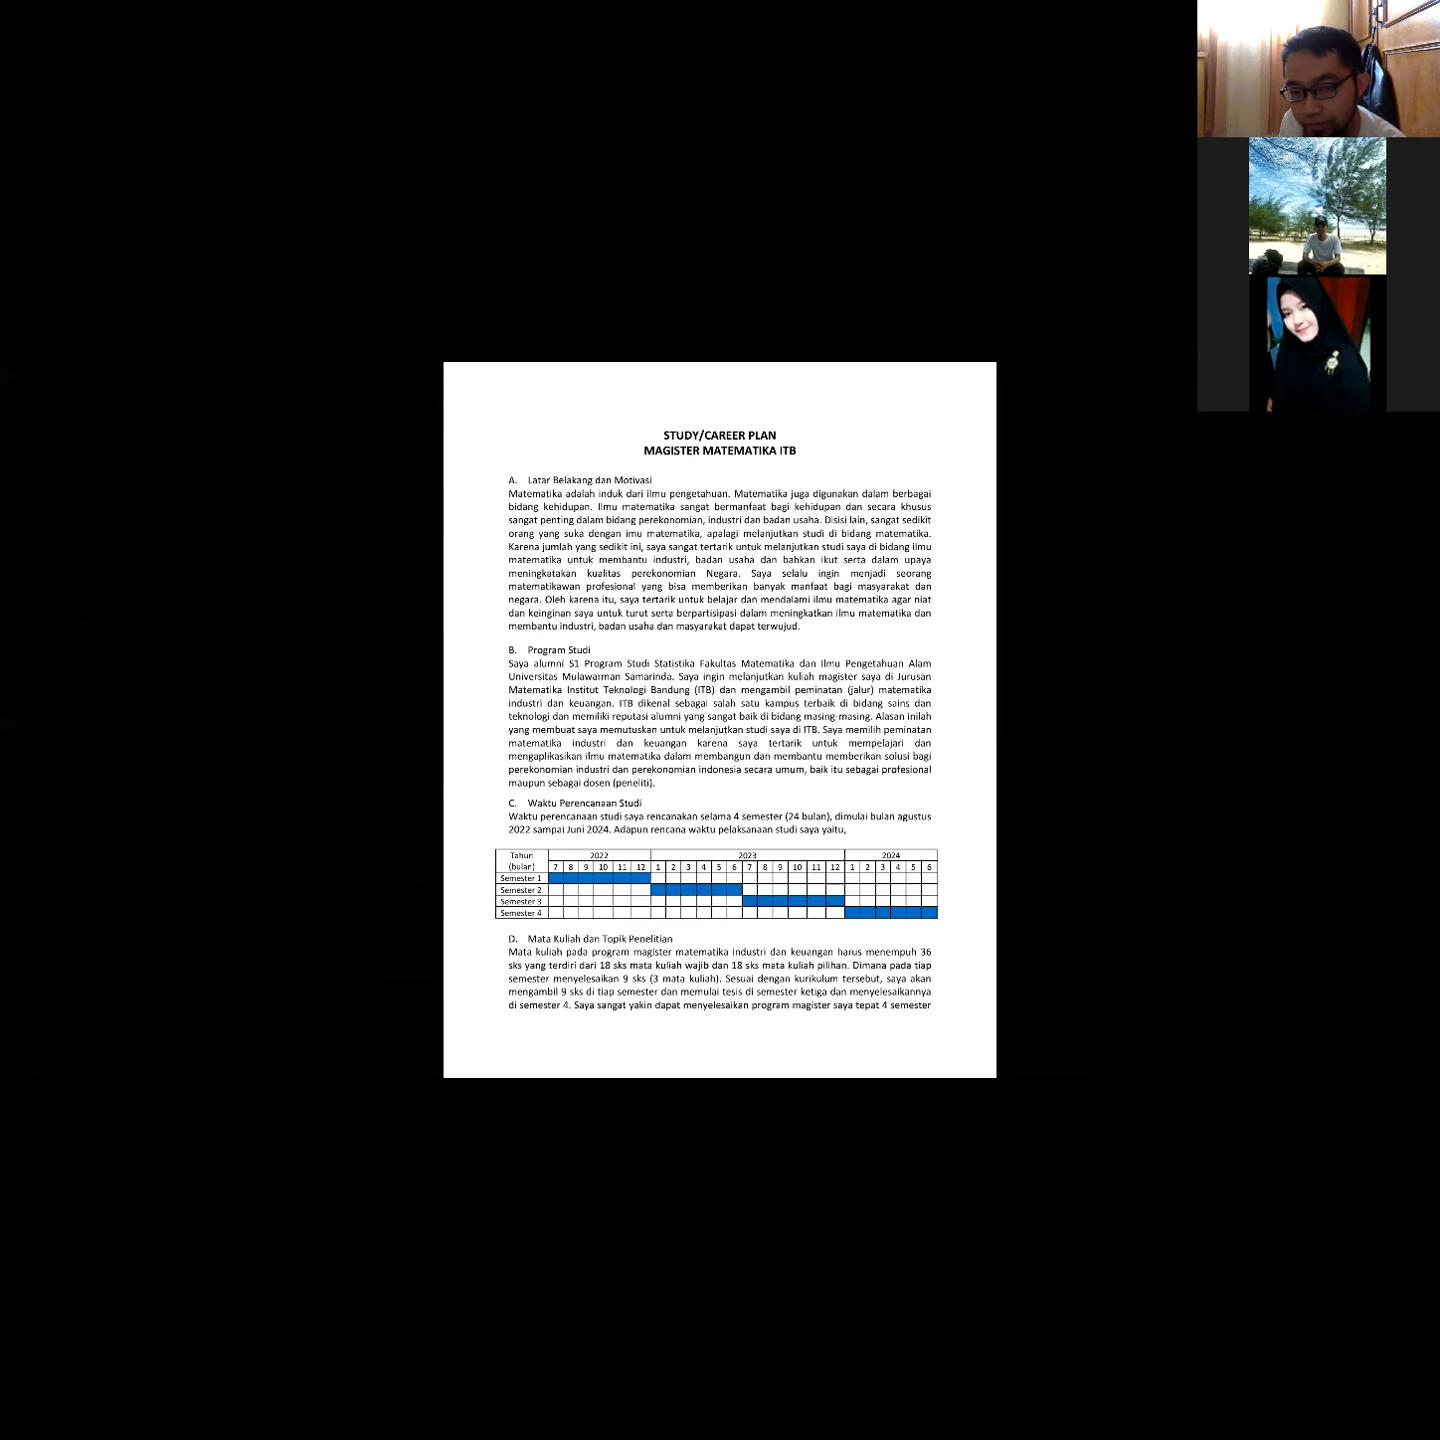 STUDY/CAREER PLAN
MAGISTER MATEMATIKA ITB
A. Latar Belakang dan Motivasi
Matematika adalah induk dari ilmu pengetahuan. Matematika juga digunakan dalam berbagai
bidang kehidupan. Ilmu matematika sangat bermanfaat bagi kehidupan dan secara khusus
sangat penting dalam bidang perekonomian, industri dan badan usaha. Disisi lain, sangat sedikit
orang yang suka dengan imu matematika, apalagi melanjutkan studi di bidang matematika.
Karena jumlah yang sedikit ini, saya sangat tertarik untuk melanjutkan studi saya di bidang ilmu
matematika untuk membantu industri, badan usaha dan bahkan ikut serta dalam upaya
meningkatakan kualitas perekonomian Negara. Saya selalu ingin menjadi seorang
matematikawan profesional yang bisa memberikan banyak manfaat bagi masyarakat dan
negara. Oleh karena itu, saya tertarik untuk belajar dan mendalami ilmu matematika agar niat
dan keinginan saya untuk turut serta berpartisipasi dalam meningkatkan ilmu matematika dan
membantu industri, badan usaha dan masyarakat dapat terwujud.
B. Program Studi
Saya alumni S1 Program Studi Statistika Fakultas Matematika dan Ilmu Pengetahuan Alam
Universitas Mulawarman Samarinda. Saya ingin melanjutkan kuliah magister saya di Jurusan
Matematika Institut Teknologi Bandung (ITB) dan mengambil peminatan (jalur) matematika
industri dan keuangan. ITB dikenal sebagai salah satu kampus terbaik di bidang sains dan
teknologi dan memiliki reputasi alumni yang sangat baik di bidang masing-masing. Alasan inilah
yang membuat saya memutuskan untuk melanjutkan studi saya di ITB. Saya memilih peminatan
matematika industri dan keuangan karena saya tertarik untuk mempelajari dan
mengaplikasikan ilmu matematika dalam membangun dan membantu memberikan solusi bagi
perekonomian industri dan perekonomian indonesia secara umum, baik itu sebagai profesional
maupun sebagai dosen (peneliti).
C. Waktu Perencanaan Studi
Waktu perencanaan studi saya rencanakan selama 4 semester (24 bulan), dimulai bulan agustus
2022 sampai Juni 2024. Adapun rencana waktu pelaksanaan studi saya yaitu,
Tahun 2022 2023 2024
(bulan) 7 8 9 10 11 12 1 2 3 4 5 6 7 8 9 10 11 12 1 2 3 4 5 6
Semester 1
Semester 2
Semester 3
Semester 4
D. Mata Kuliah dan Topik Penelitian
Mata kuliah pada program magister matematika industri dan keuangan harus menempuh 36
sks yang terdiri dari 18 sks mata kuliah wajib dan 18 sks mata kuliah pilihan. Dimana pada tiap
semester menyelesaikan 9 sks (3 mata kuliah). Sesuai dengan kurikulum tersebut, saya akan
mengambil 9 sks di tiap semester dan memulai tesis di semester ketiga dan menyelesaikannya
di semester 4. Saya sangat yakin dapat menyelesaikan program magister saya tepat 4 semester